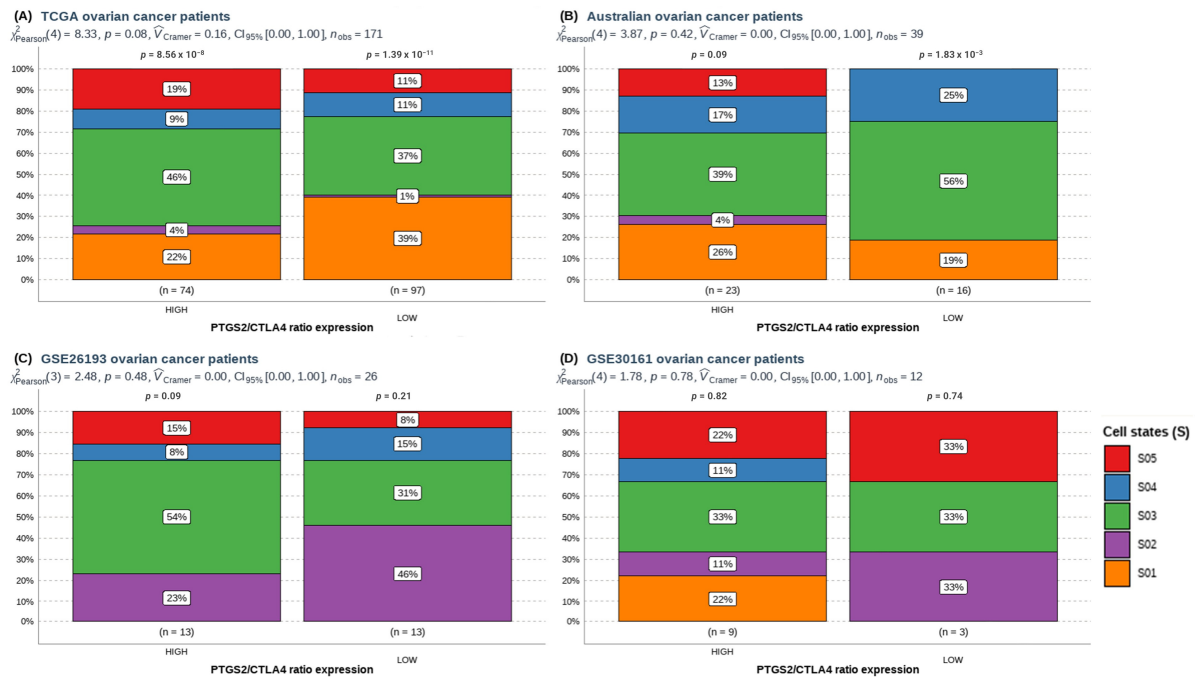 (A) TCGA ovarian cancer patients
χ²Pearson(4) = 8.33, p = 0.08, V̂Cramer = 0.16, CI95% [0.00, 1.00], nobs = 171
p = 8.56 x 10⁻⁸ p = 1.39 x 10⁻¹¹
100%
90%
80%
70%
60%
50%
40%
30%
20%
10%
0%
19%
9%
46%
4%
22%
11%
11%
37%
1%
39%
(n = 74) (n = 97)
HIGH LOW
PTGS2/CTLA4 ratio expression
(B) Australian ovarian cancer patients
χ²Pearson(4) = 3.87, p = 0.42, V̂Cramer = 0.00, CI95% [0.00, 1.00], nobs = 39
p = 0.09 p = 1.83 x 10⁻³
100%
90%
80%
70%
60%
50%
40%
30%
20%
10%
0%
13%
17%
39%
4%
26%
25%
56%
19%
(n = 23) (n = 16)
HIGH LOW
PTGS2/CTLA4 ratio expression
(C) GSE26193 ovarian cancer patients
χ²Pearson(3) = 2.48, p = 0.48, V̂Cramer = 0.00, CI95% [0.00, 1.00], nobs = 26
p = 0.09 p = 0.21
100%
90%
80%
70%
60%
50%
40%
30%
20%
10%
0%
15%
8%
54%
23%
8%
15%
31%
46%
(n = 13) (n = 13)
HIGH LOW
PTGS2/CTLA4 ratio expression
(D) GSE30161 ovarian cancer patients
χ²Pearson(4) = 1.78, p = 0.78, V̂Cramer = 0.00, CI95% [0.00, 1.00], nobs = 12
p = 0.82 p = 0.74
100%
90%
80%
70%
60%
50%
40%
30%
20%
10%
0%
22%
11%
33%
11%
22%
33%
33%
33%
(n = 9) (n = 3)
HIGH LOW
PTGS2/CTLA4 ratio expression
Cell states (S)
S05
S04
S03
S02
S01